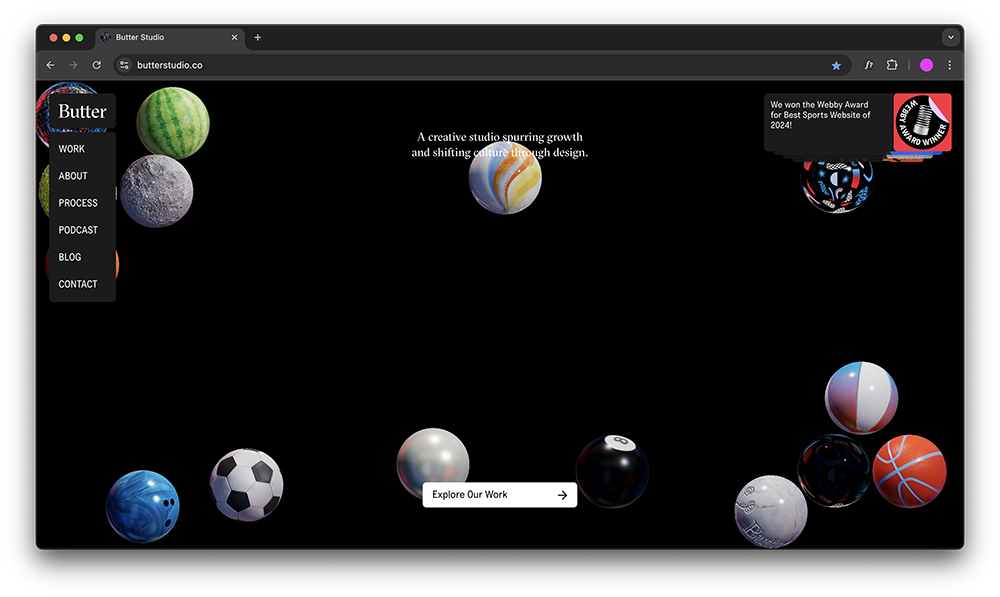 Butter Studio
butterstudio.co
Butter
WORK
ABOUT
PROCESS
PODCAST
BLOG
CONTACT
A creative studio spurring growth
and shifting culture through design.
We won the Webby Award
for Best Sports Website of
2024!
WEBBY AWARD WINNER
8
Explore Our Work